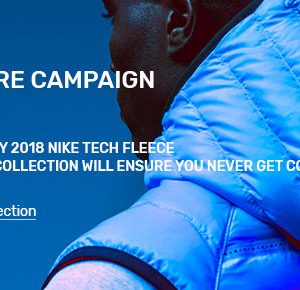 RE CAMPAIGN
Y 2018 NIKE TECH FLEECE
COLLECTION WILL ENSURE YOU NEVER GET CO
ection